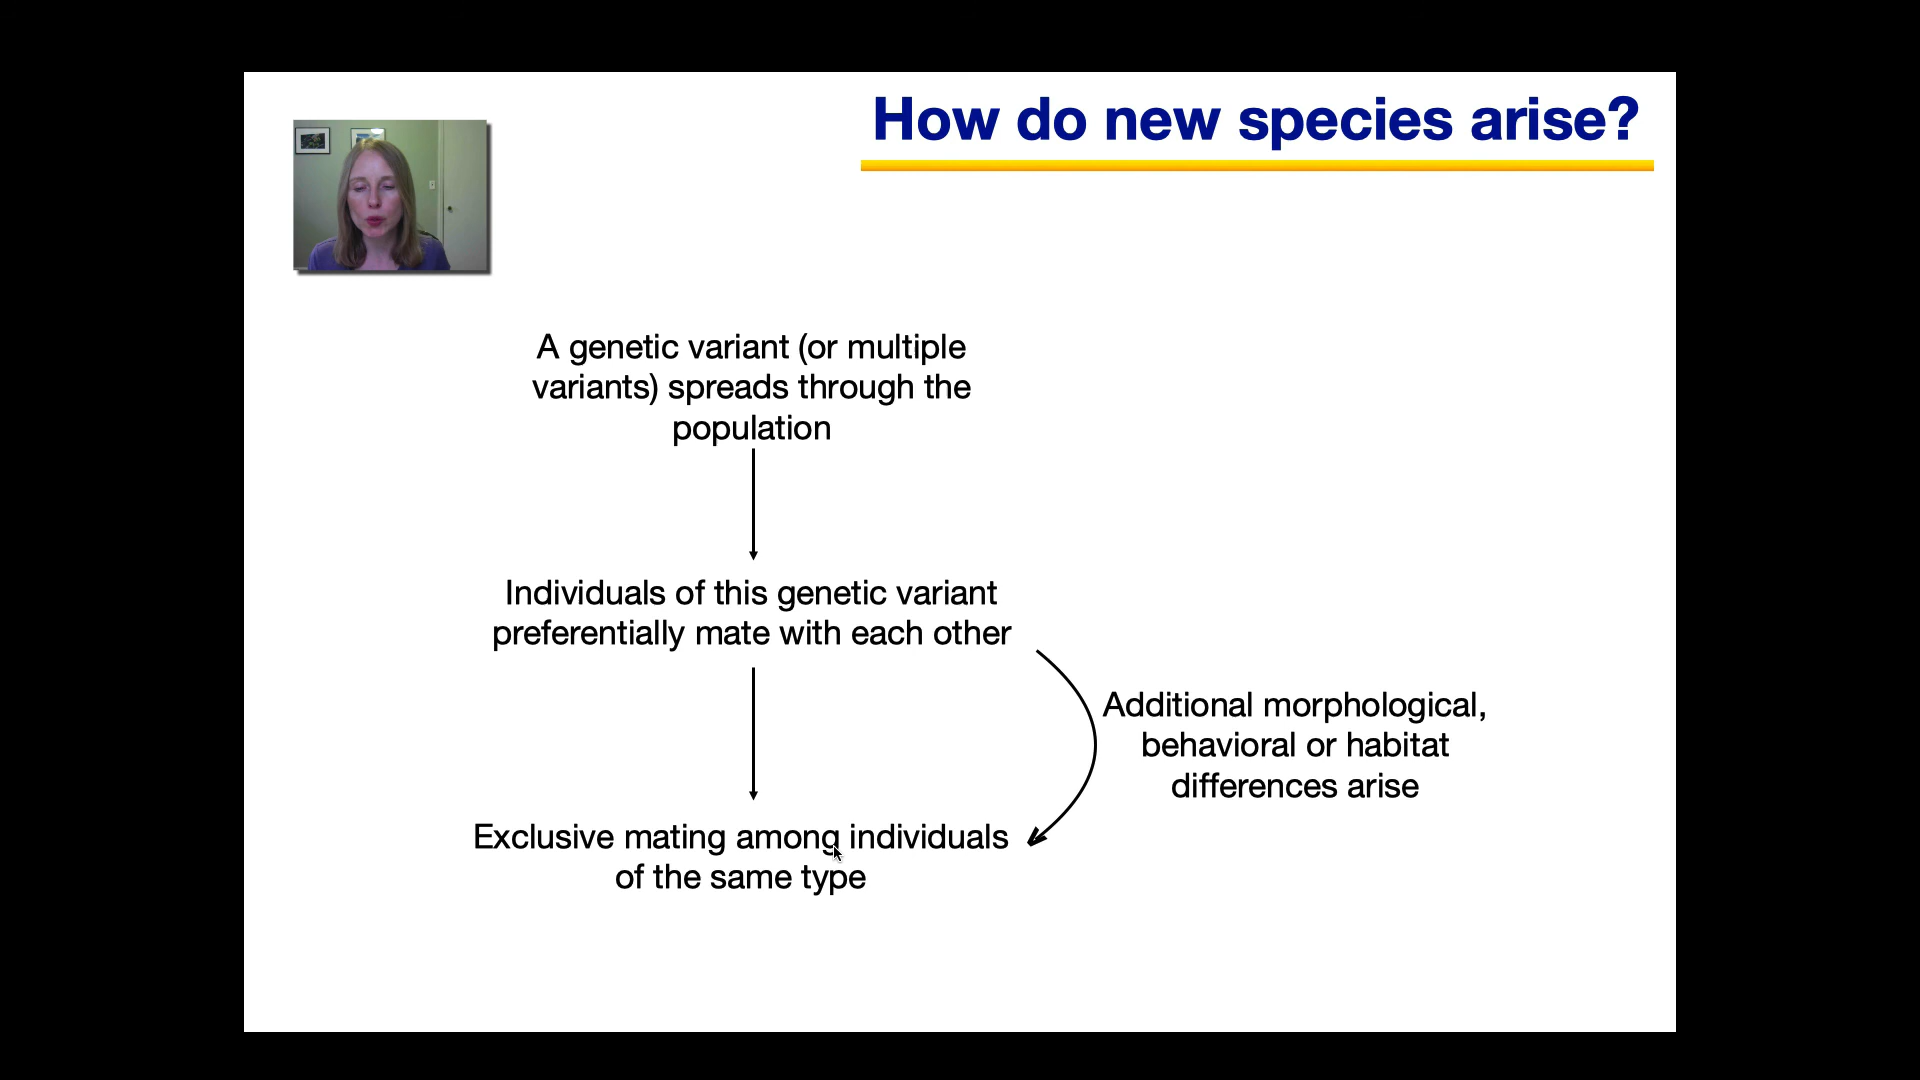 How do new species arise?
A genetic variant (or multiple
variants) spreads through the
population
Individuals of this genetic variant
preferentially mate with each other
Additional morphological,
behavioral or habitat
differences arise
Exclusive mating among individuals
of the same type